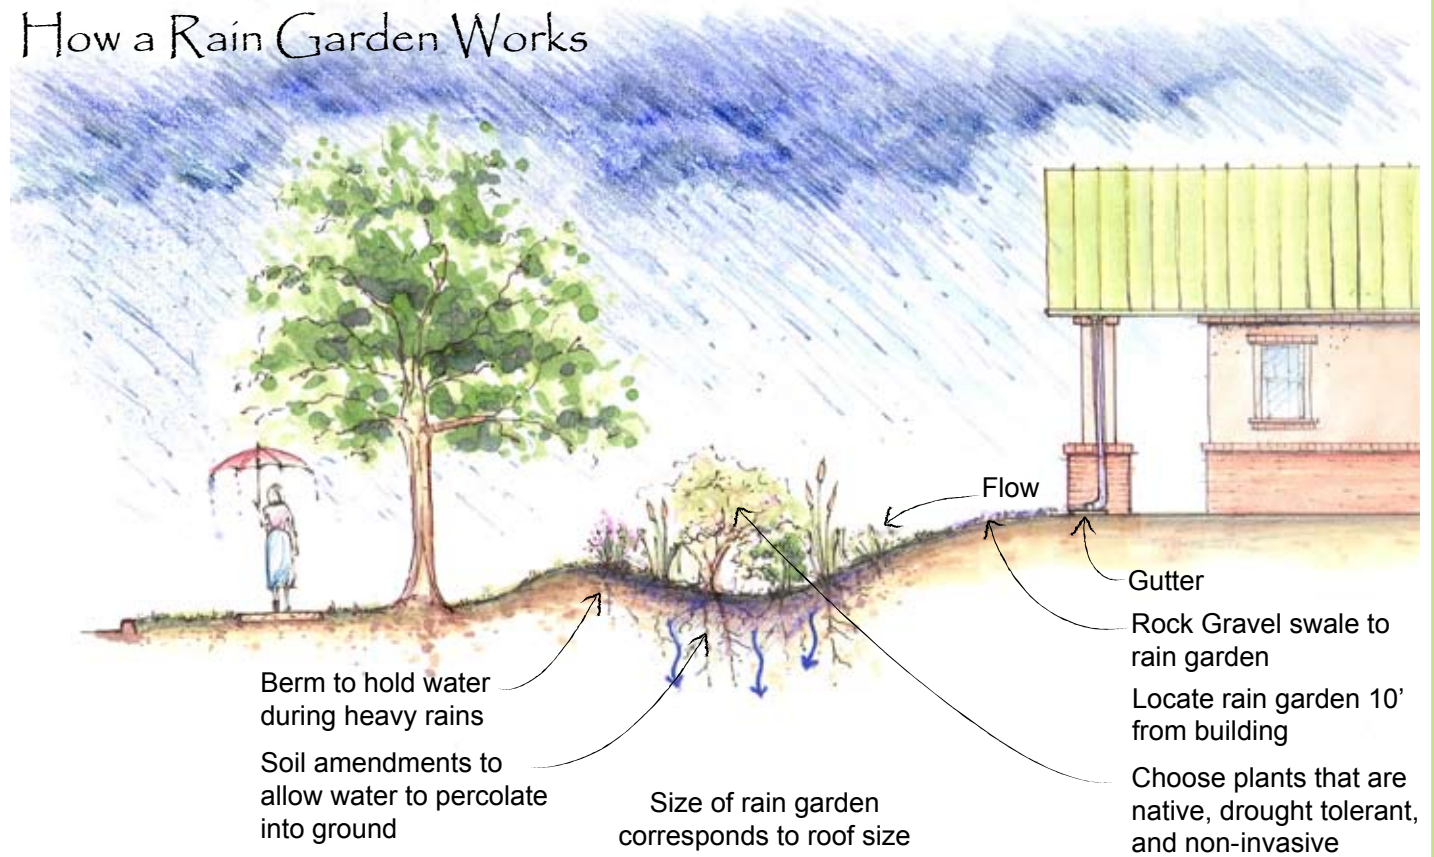 How a Rain Garden Works
Flow
Gutter
Rock Gravel swale to
rain garden
Locate rain garden 10’
from building
Choose plants that are
native, drought tolerant,
and non-invasive
Berm to hold water
during heavy rains
Soil amendments to
allow water to percolate
into ground
Size of rain garden
corresponds to roof size